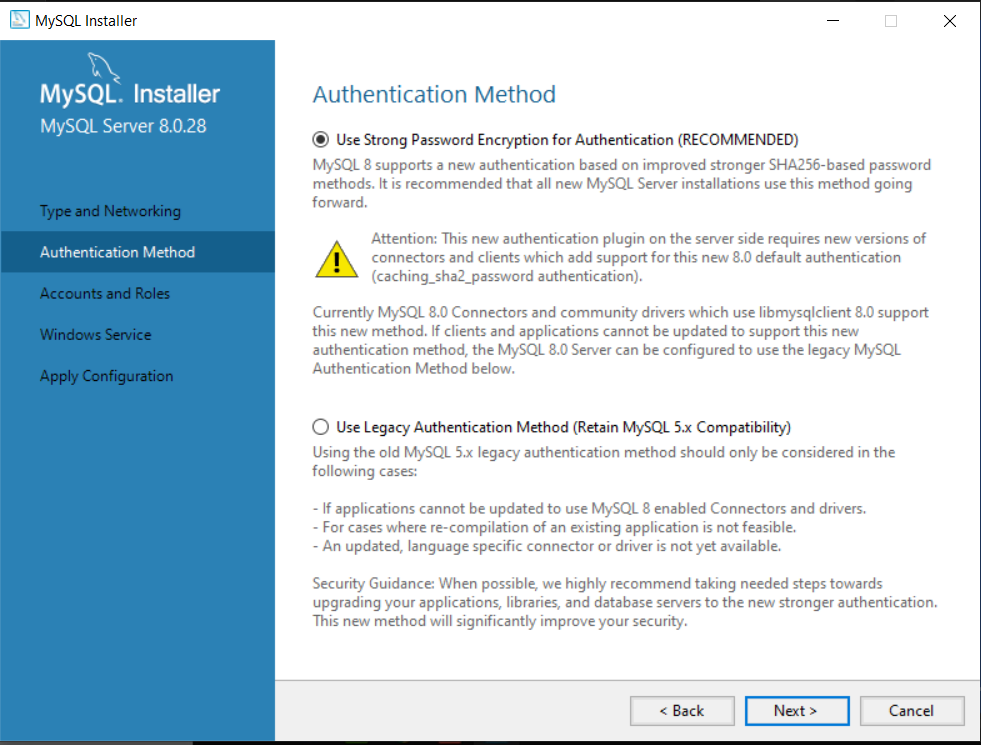 MySQL Installer
MySQL. Installer
MySQL Server 8.0.28
Type and Networking
Authentication Method
Accounts and Roles
Windows Service
Apply Configuration
Authentication Method
Use Strong Password Encryption for Authentication (RECOMMENDED)
MySQL 8 supports a new authentication based on improved stronger SHA256-based password
methods. It is recommended that all new MySQL Server installations use this method going
forward.
Attention: This new authentication plugin on the server side requires new versions of
connectors and clients which add support for this new 8.0 default authentication
(caching_sha2_password authentication).
Currently MySQL 8.0 Connectors and community drivers which use libmysqlclient 8.0 support
this new method. If clients and applications cannot be updated to support this new
authentication method, the MySQL 8.0 Server can be configured to use the legacy MySQL
Authentication Method below.
Use Legacy Authentication Method (Retain MySQL 5.x Compatibility)
Using the old MySQL 5.x legacy authentication method should only be considered in the
following cases:
- If applications cannot be updated to use MySQL 8 enabled Connectors and drivers.
- For cases where re-compilation of an existing application is not feasible.
- An updated, language specific connector or driver is not yet available.
Security Guidance: When possible, we highly recommend taking needed steps towards
upgrading your applications, libraries, and database servers to the new stronger authentication.
This new method will significantly improve your security.
< Back
Next >
Cancel